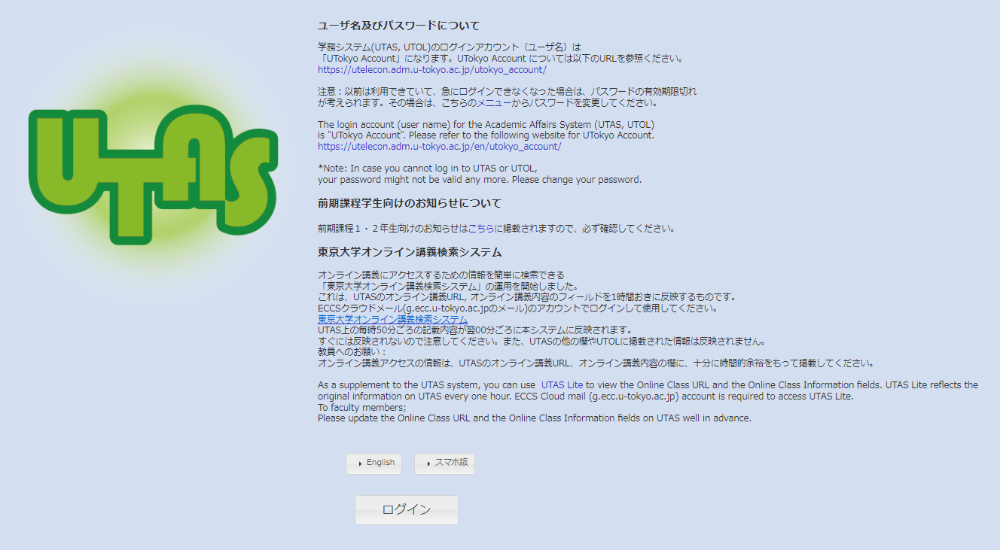 UTAS
ユーザ名及びパスワードについて
学務システム(UTAS, UTOL)のログインアカウント（ユーザ名）は
「UTokyo Account」になります。UTokyo Account については以下のURLを参照ください。
https://utelecon.adm.u-tokyo.ac.jp/utokyo_account/
注意：以前は利用できていて、急にログインできなくなった場合は、パスワードの有効期限切れ
が考えられます。その場合は、こちらのメニューからパスワードを変更してください。
The login account (user name) for the Academic Affairs System (UTAS, UTOL)
is "UTokyo Account". Please refer to the following website for UTokyo Account.
https://utelecon.adm.u-tokyo.ac.jp/en/utokyo_account/
*Note: In case you cannot log in to UTAS or UTOL,
your password might not be valid any more. Please change your password.
前期課程学生向けのお知らせについて
前期課程１・２年生向けのお知らせはこちらに掲載されますので、必ず確認してください。
東京大学オンライン講義検索システム
オンライン講義にアクセスするための情報を簡単に検索できる
「東京大学オンライン講義検索システム」の運用を開始しました。
これは、UTASのオンライン講義URL, オンライン講義内容のフィールドを1時間おきに反映するものです。
ECCSクラウドメール(g.ecc.u-tokyo.ac.jpのメール)のアカウントでログインして使用してください。
東京大学オンライン講義検索システム
UTAS上の毎時50分ごろの記載内容が翌00分ごろに本システムに反映されます。
すぐには反映されないので注意してください。また、UTASの他の欄やUTOLに掲載された情報は反映されません。
教員へのお願い：
オンライン講義アクセスの情報は、UTASのオンライン講義URL、オンライン講義内容の欄に、十分に時間的余裕をもって掲載してください。
As a supplement to the UTAS system, you can use UTAS Lite to view the Online Class URL and the Online Class Information fields. UTAS Lite reflects the
original information on UTAS every one hour. ECCS Cloud mail (g.ecc.u-tokyo.ac.jp) account is required to access UTAS Lite.
To faculty members;
Please update the Online Class URL and the Online Class Information fields on UTAS well in advance.
English
スマホ版
ログイン